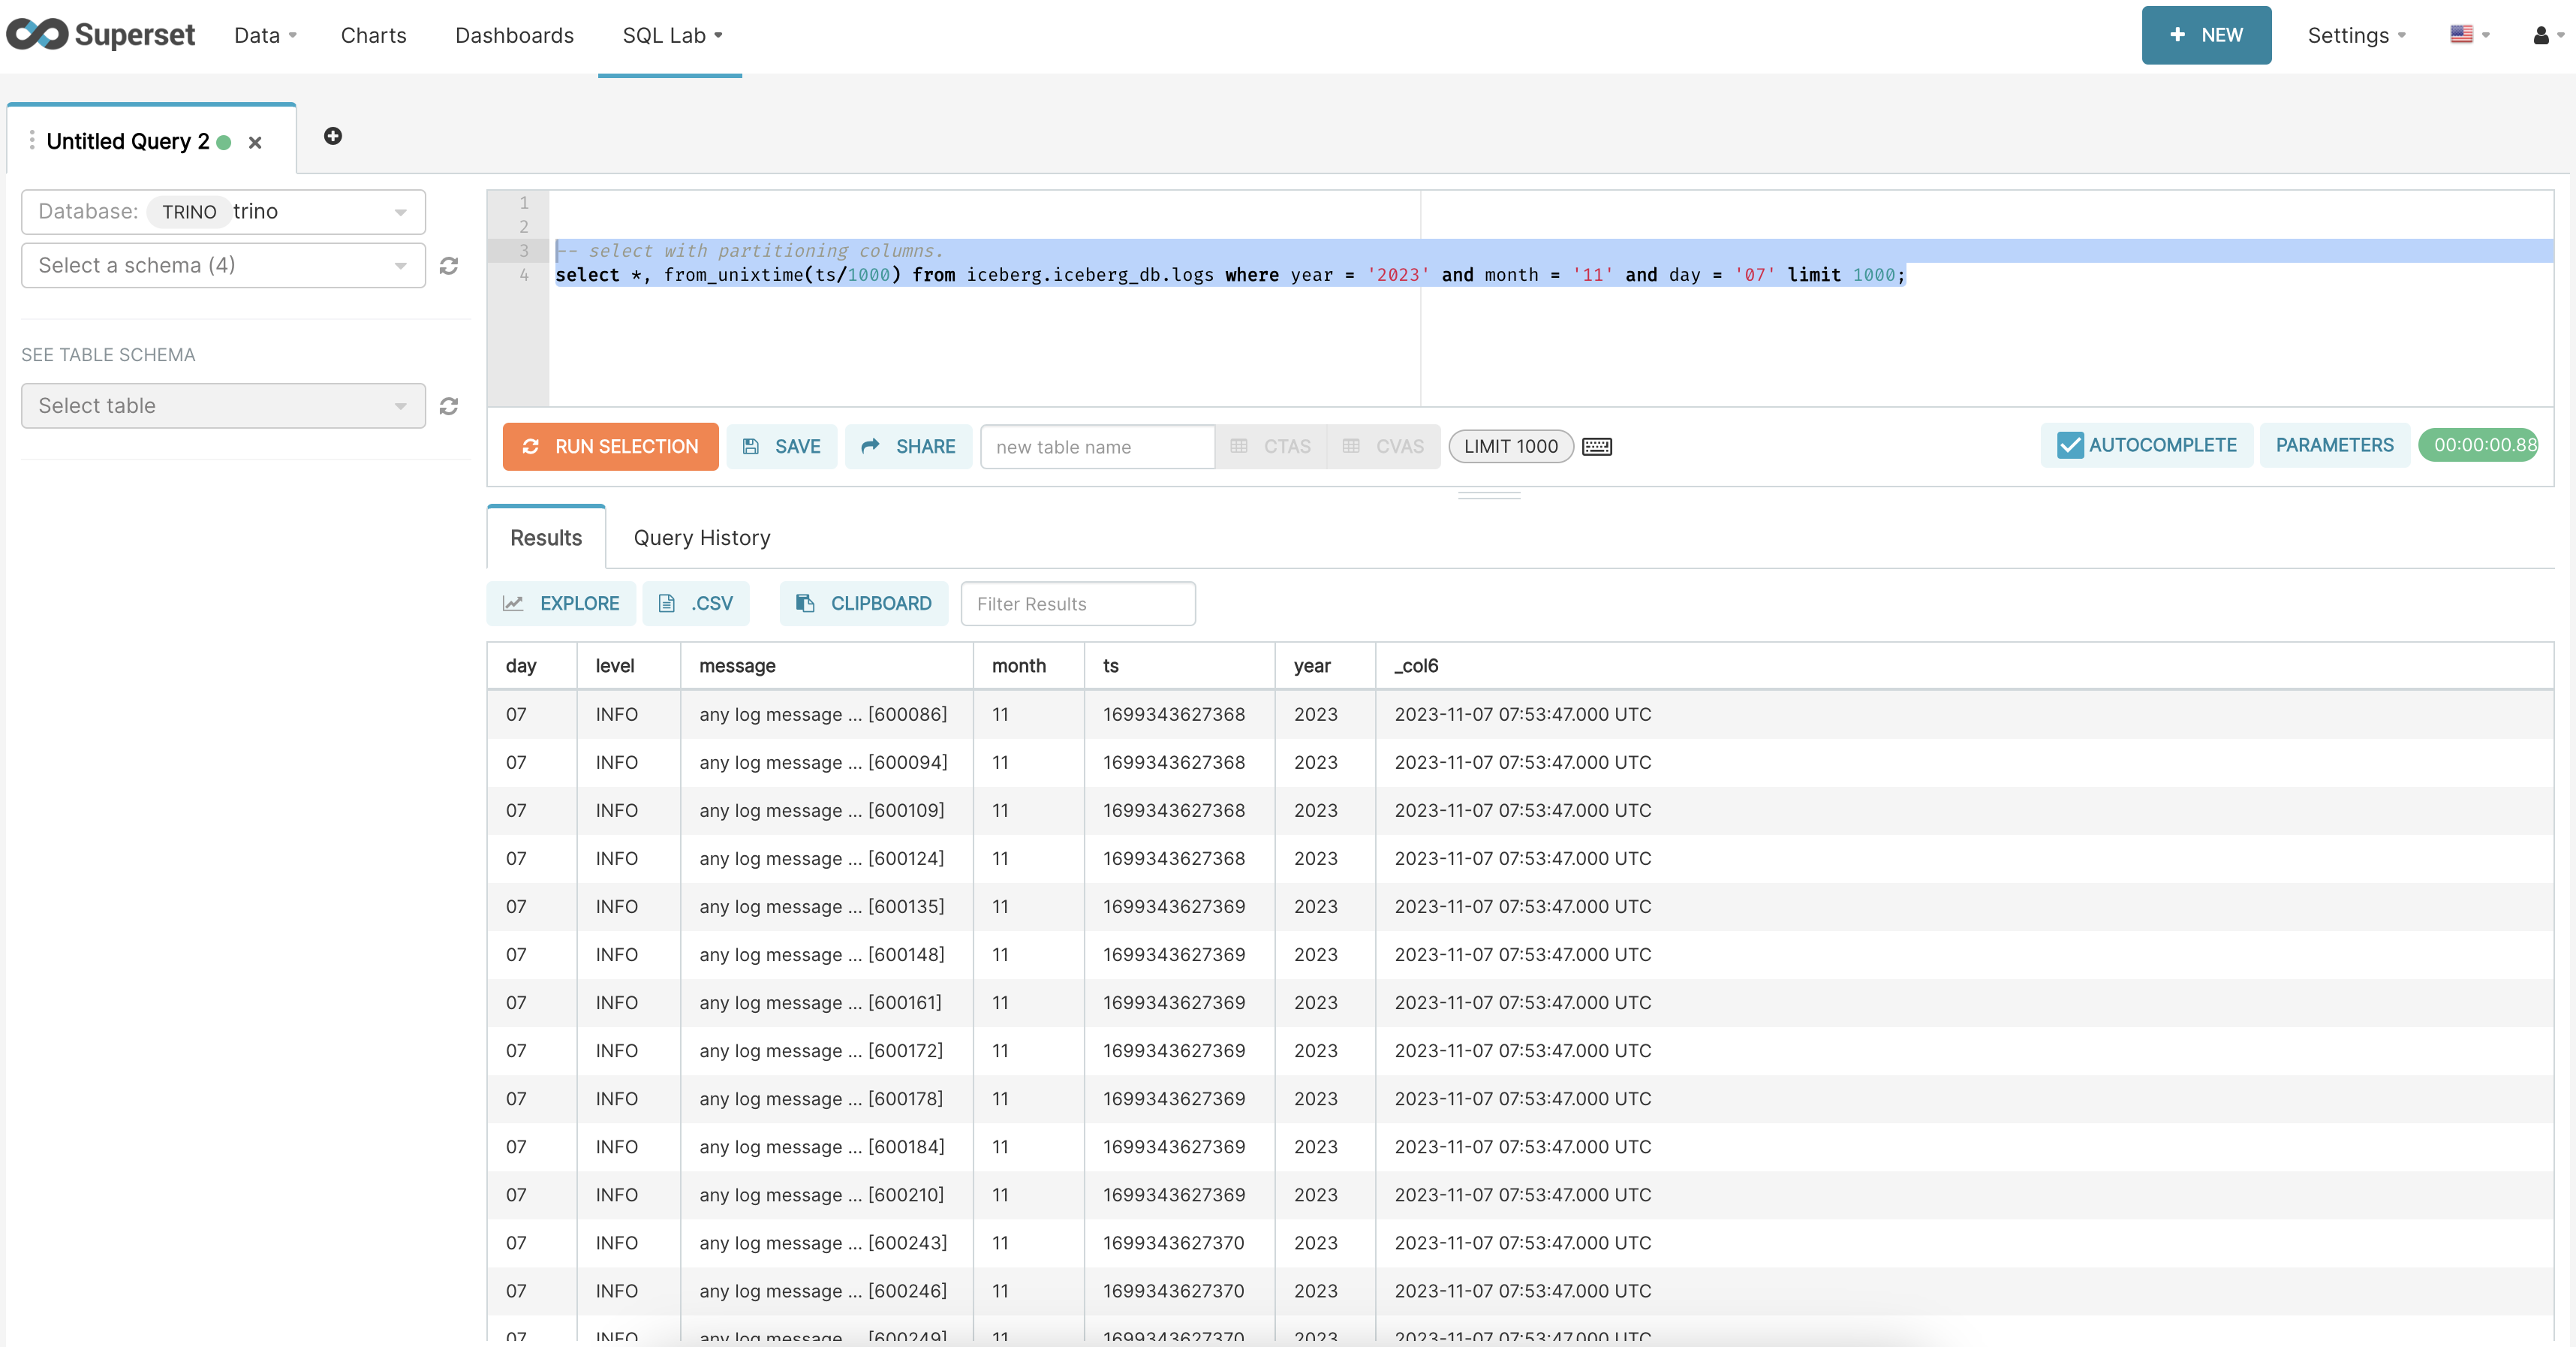 Superset Data Charts Dashboards SQL Lab + NEW Settings
Untitled Query 2
Database: TRINO trino
Select a schema (4)
SEE TABLE SCHEMA
Select table
1
2
3 -- select with partitioning columns.
4 select *, from_unixtime(ts/1000) from iceberg.iceberg_db.logs where year = '2023' and month = '11' and day = '07' limit 1000;
RUN SELECTION SAVE SHARE new table name CTAS CVAS LIMIT 1000 AUTOCOMPLETE PARAMETERS 00:00:00.88
Results Query History
EXPLORE .CSV CLIPBOARD Filter Results
day level message month ts year _col6
07 INFO any log message ... [600086] 11 1699343627368 2023 2023-11-07 07:53:47.000 UTC
07 INFO any log message ... [600094] 11 1699343627368 2023 2023-11-07 07:53:47.000 UTC
07 INFO any log message ... [600109] 11 1699343627368 2023 2023-11-07 07:53:47.000 UTC
07 INFO any log message ... [600124] 11 1699343627368 2023 2023-11-07 07:53:47.000 UTC
07 INFO any log message ... [600135] 11 1699343627369 2023 2023-11-07 07:53:47.000 UTC
07 INFO any log message ... [600148] 11 1699343627369 2023 2023-11-07 07:53:47.000 UTC
07 INFO any log message ... [600161] 11 1699343627369 2023 2023-11-07 07:53:47.000 UTC
07 INFO any log message ... [600172] 11 1699343627369 2023 2023-11-07 07:53:47.000 UTC
07 INFO any log message ... [600178] 11 1699343627369 2023 2023-11-07 07:53:47.000 UTC
07 INFO any log message ... [600184] 11 1699343627369 2023 2023-11-07 07:53:47.000 UTC
07 INFO any log message ... [600210] 11 1699343627369 2023 2023-11-07 07:53:47.000 UTC
07 INFO any log message ... [600243] 11 1699343627370 2023 2023-11-07 07:53:47.000 UTC
07 INFO any log message ... [600246] 11 1699343627370 2023 2023-11-07 07:53:47.000 UTC
07 INFO any log message ... [600249] 11 1699343627370 2023 2023-11-07 07:53:47.000 UTC